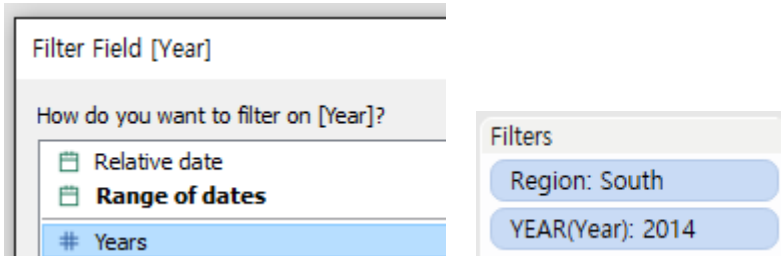 Filter Field [Year]
How do you want to filter on [Year]?
Relative date
Range of dates
# Years
Filters
Region: South
YEAR(Year): 2014